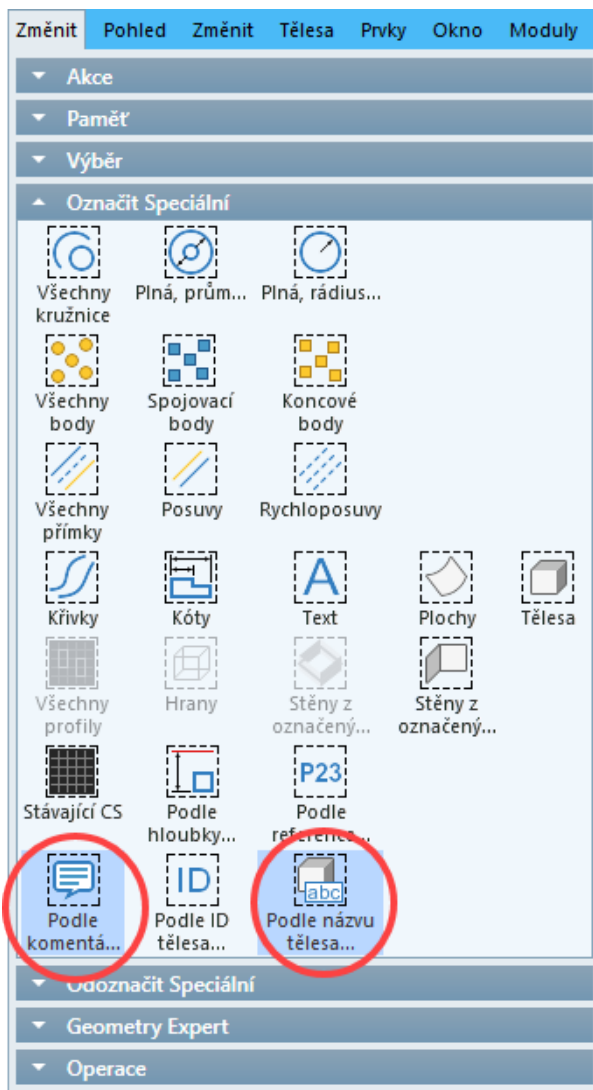 Změnit Pohled Změnit Tělesa Prvky Okno Moduly
Akce
Paměť
Výběr
Označit Speciální
Všechny kružnice
Plná, prům...
Plná, rádius...
Všechny body
Spojovací body
Koncové body
Všechny přímky
Posuvy
Rychloposuvy
A
Křivky
Kóty
Text
Plochy
Tělesa
Všechny profily
Hrany
Stěny z označený...
Stěny z označený...
P23
Stávající CS
Podle hloubky...
Podle reference...
ID
abc
Podle komentá...
Podle ID tělesa...
Podle názvu tělesa...
Odoznačit Speciální
Geometry Expert
Operace